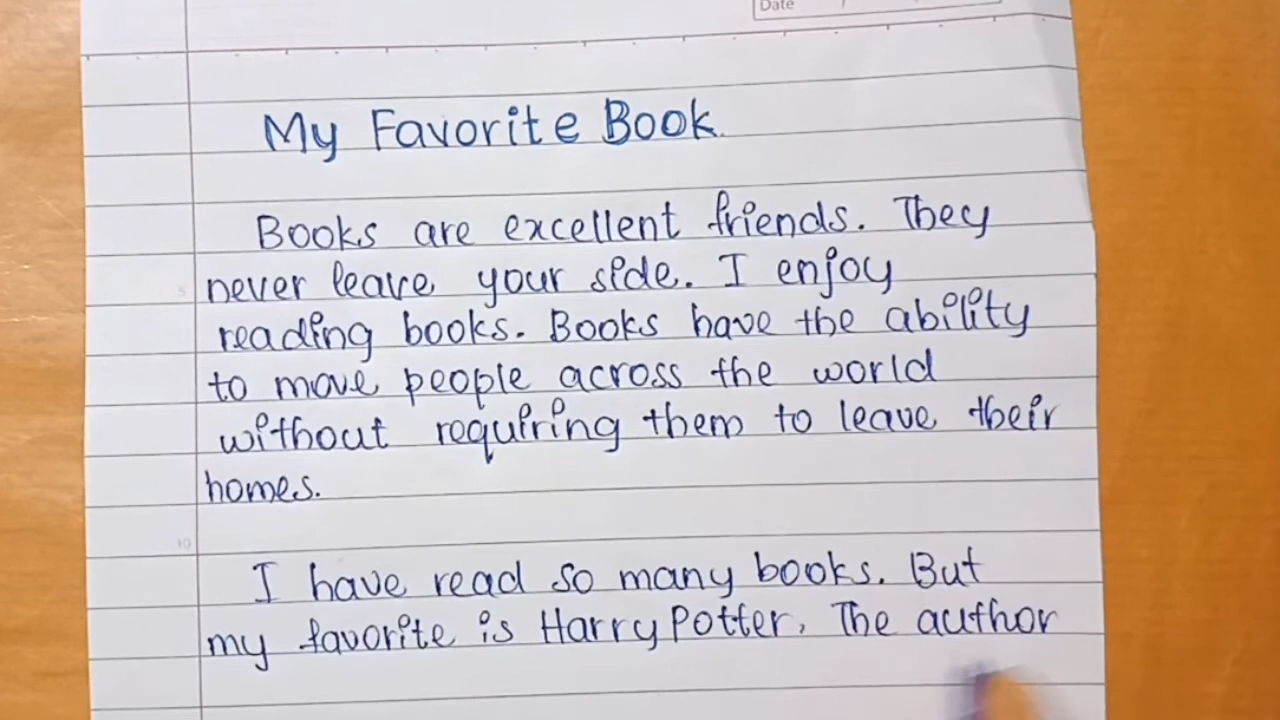 Date
My Favorite Book
Books are excellent friends. They
never leave your side. I enjoy
5
reading books. Books have the ability
to move people across the world
without requiring them to leave their
homes.
10
I have read so many books. But
my favorite is Harry Potter. The author